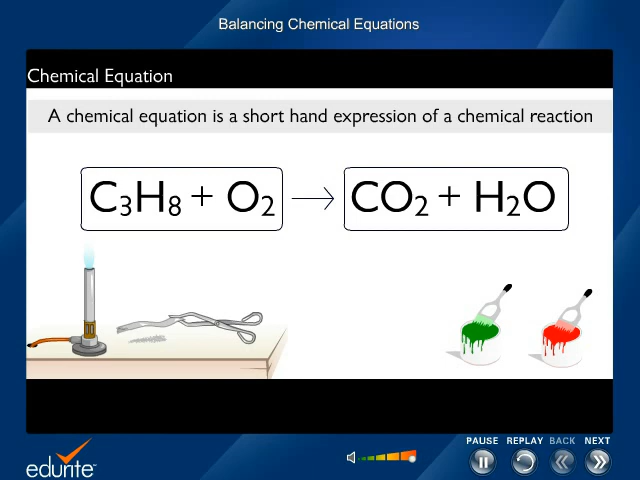 Balancing Chemical Equations
Chemical Equation
A chemical equation is a short hand expression of a chemical reaction
C₃H₈ + O₂ → CO₂ + H₂O
PAUSE REPLAY BACK NEXT
edurite™